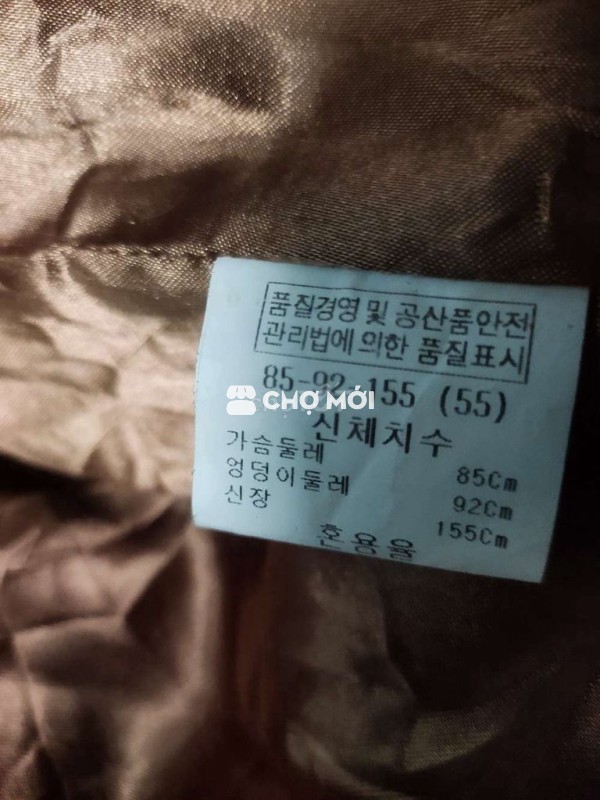 품질경영 및 공산품안전
관리법에 의한 품질표시
85-92-155 (55)
CHỢ MỚI
신체치수
가슴둘레 85Cm
엉덩이둘레 92Cm
신장 155Cm
혼용율